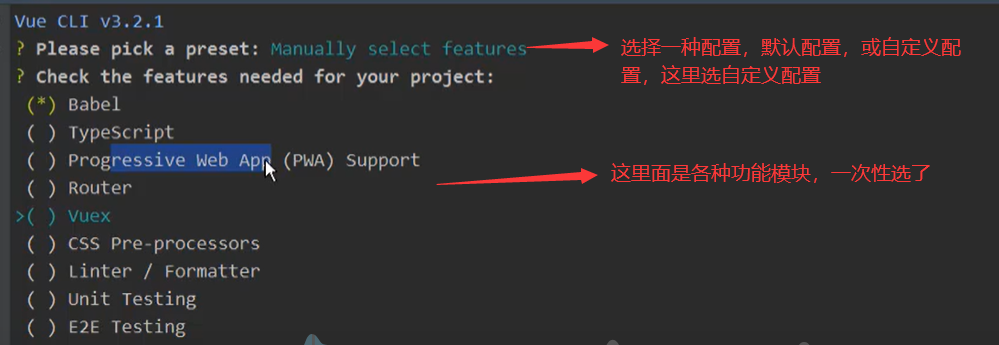 Vue CLI v3.2.1
? Please pick a preset: Manually select features
选择一种配置，默认配置，或自定义配
置，这里选自定义配置
? Check the features needed for your project:
(*) Babel
( ) TypeScript
( ) Progressive Web App (PWA) Support
这里面是各种功能模块，一次性选了
( ) Router
>( ) Vuex
( ) CSS Pre-processors
( ) Linter / Formatter
( ) Unit Testing
( ) E2E Testing